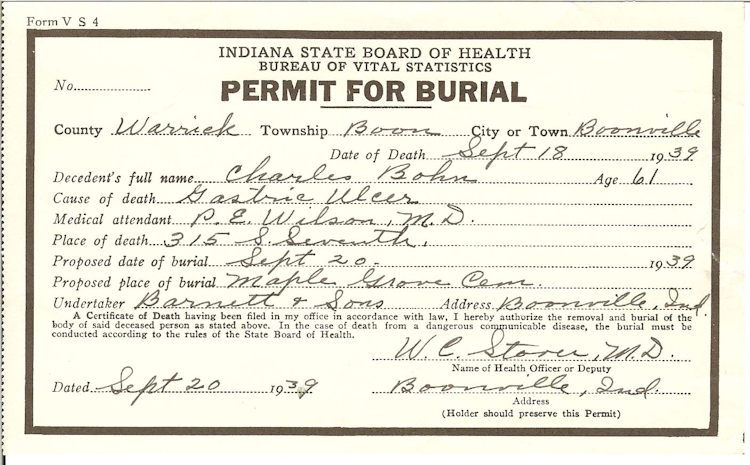 Form V S 4
INDIANA STATE BOARD OF HEALTH
BUREAU OF VITAL STATISTICS
No.
PERMIT FOR BURIAL
County Warrick Township Boon City or Town Boonville
Date of Death Sept 18 1939
Decedent's full name Charles Bohn Age 61
Cause of death Gastric Ulcer
Medical attendant P. E. Wilson, M.D.
Place of death 315 S. Seventh.
Proposed date of burial Sept 20. 1939
Proposed place of burial Maple Grove Cem.
Undertaker Barnett & Sons Address Boonville, Ind.
A Certificate of Death having been filed in my office in accordance with law, I hereby authorize the removal and burial of the
body of said deceased person as stated above. In the case of death from a dangerous communicable disease, the burial must be
conducted according to the rules of the State Board of Health.
W. C. Stover, M.D.
Name of Health Officer or Deputy
Dated Sept 20 1939 Boonville, Ind.
Address
(Holder should preserve this Permit)